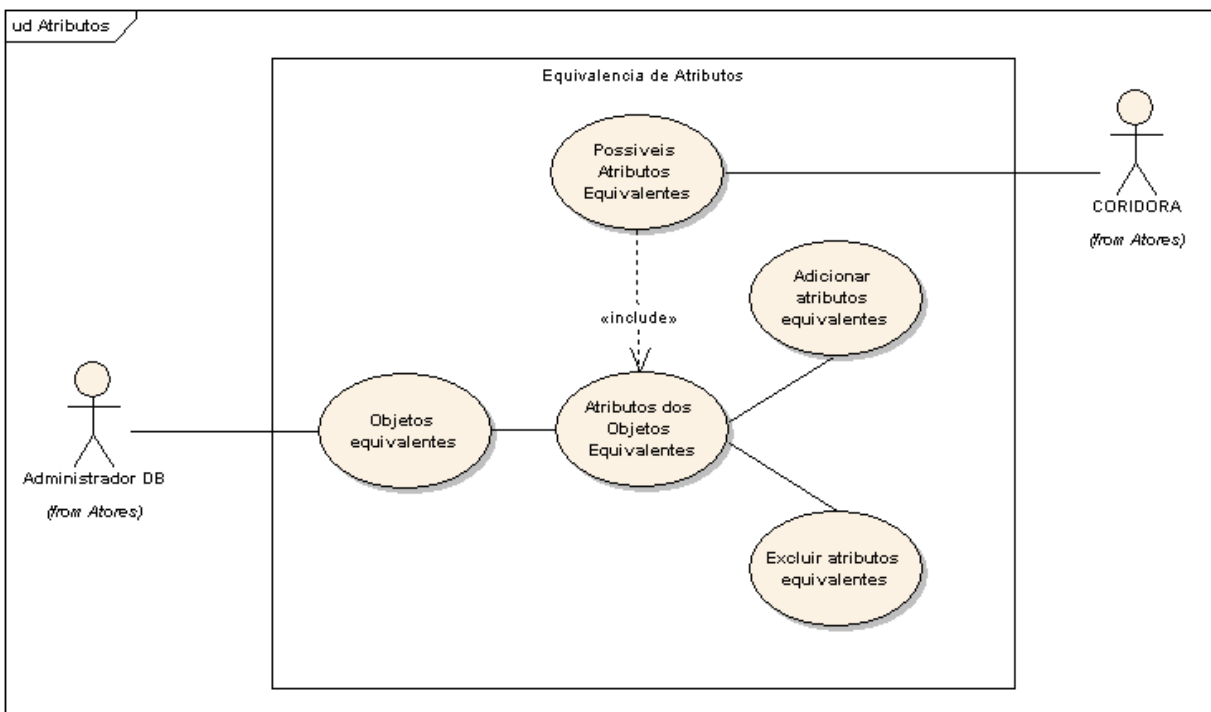 ud Atributos
Equivalencia de Atributos
Possiveis
Atributos
Equivalentes
CORIDORA
(from Atores)
Adicionar
atributos
equivalentes
«include»
Objetos
equivalentes
Atributos dos
Objetos
Equivalentes
Administrador DB
(from Atores)
Excluir atributos
equivalentes